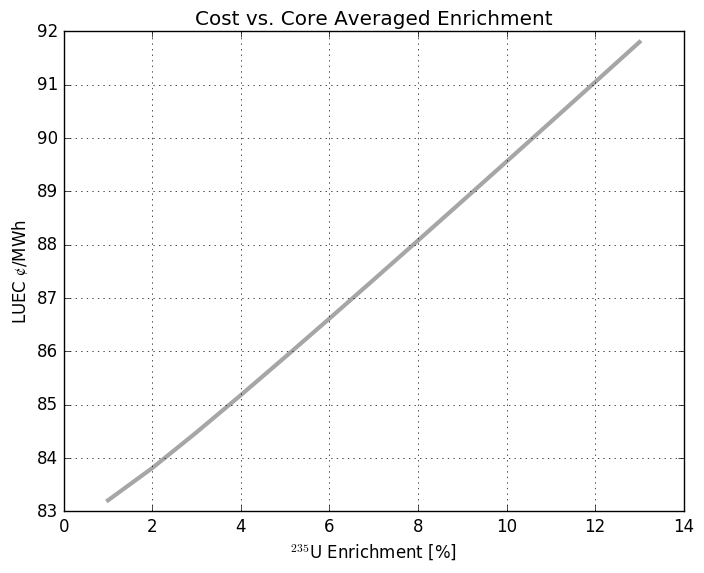 Cost vs. Core Averaged Enrichment
92
91
90
89
88
87
86
85
84
83
LUEC ¢/MWh
0 2 4 6 8 10 12 14
²³⁵U Enrichment [%]